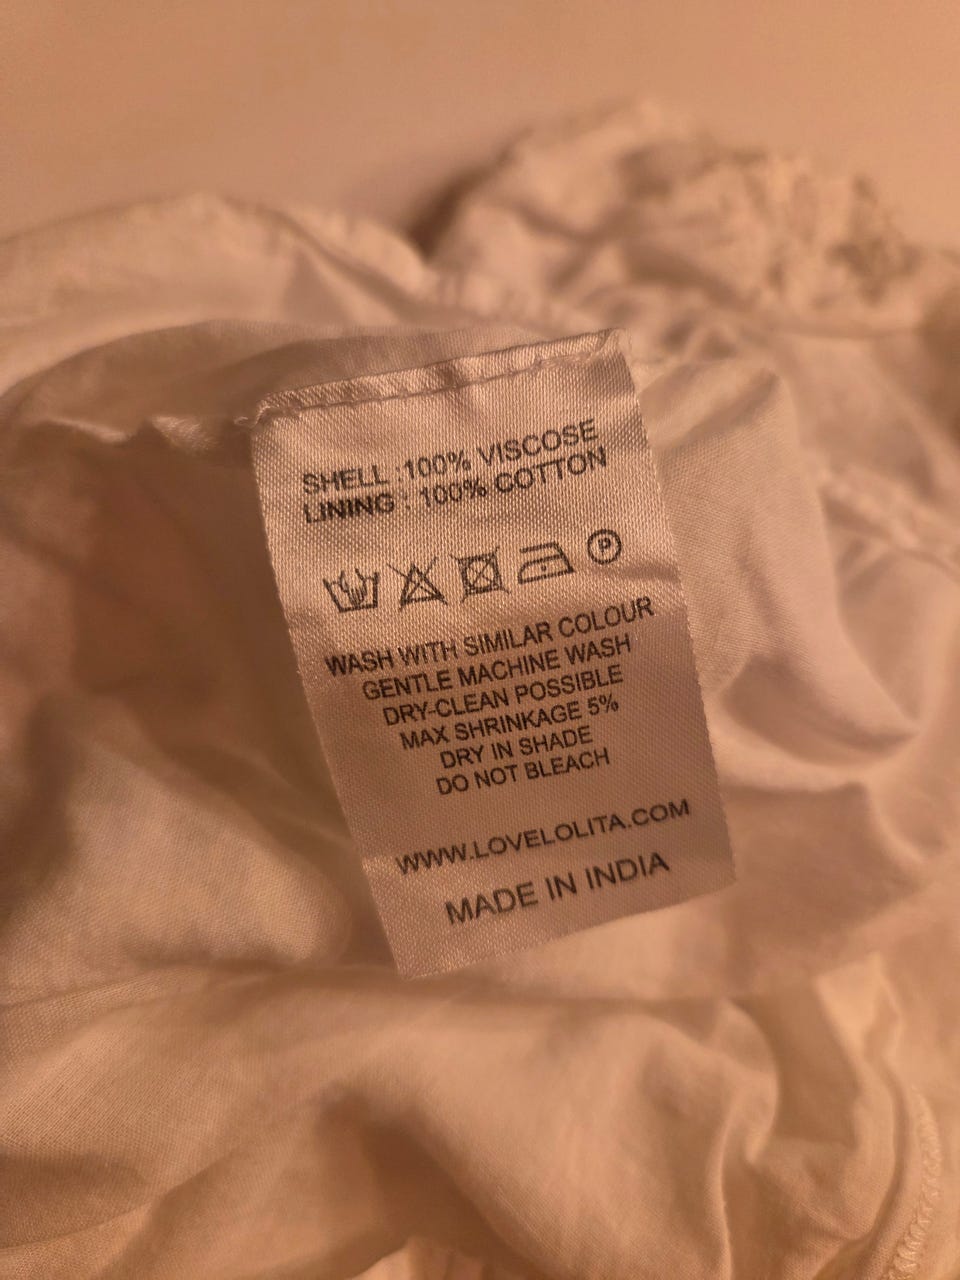 SHELL :100% VISCOSE
LINING : 100% COTTON
P
WASH WITH SIMILAR COLOUR
GENTLE MACHINE WASH
DRY-CLEAN POSSIBLE
MAX SHRINKAGE 5%
DRY IN SHADE
DO NOT BLEACH
WWW.LOVELOLITA.COM
MADE IN INDIA